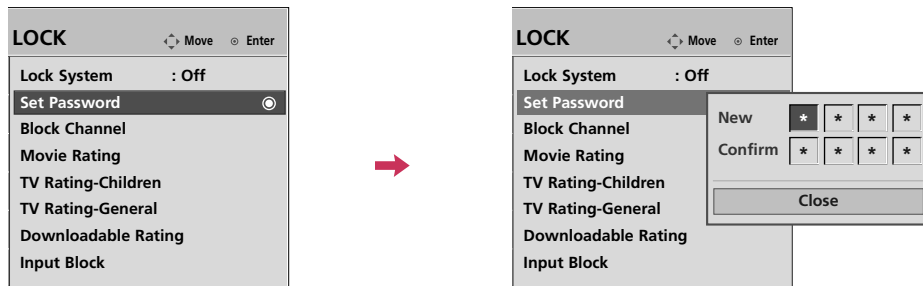 LOCK Move Enter
Lock System : Off
Set Password
Block Channel
Movie Rating
TV Rating-Children
TV Rating-General
Downloadable Rating
Input Block
LOCK Move Enter
Lock System : Off
Set Password
Block Channel
Movie Rating
TV Rating-Children
TV Rating-General
Downloadable Rating
Input Block
New * * * *
Confirm * * * *
Close